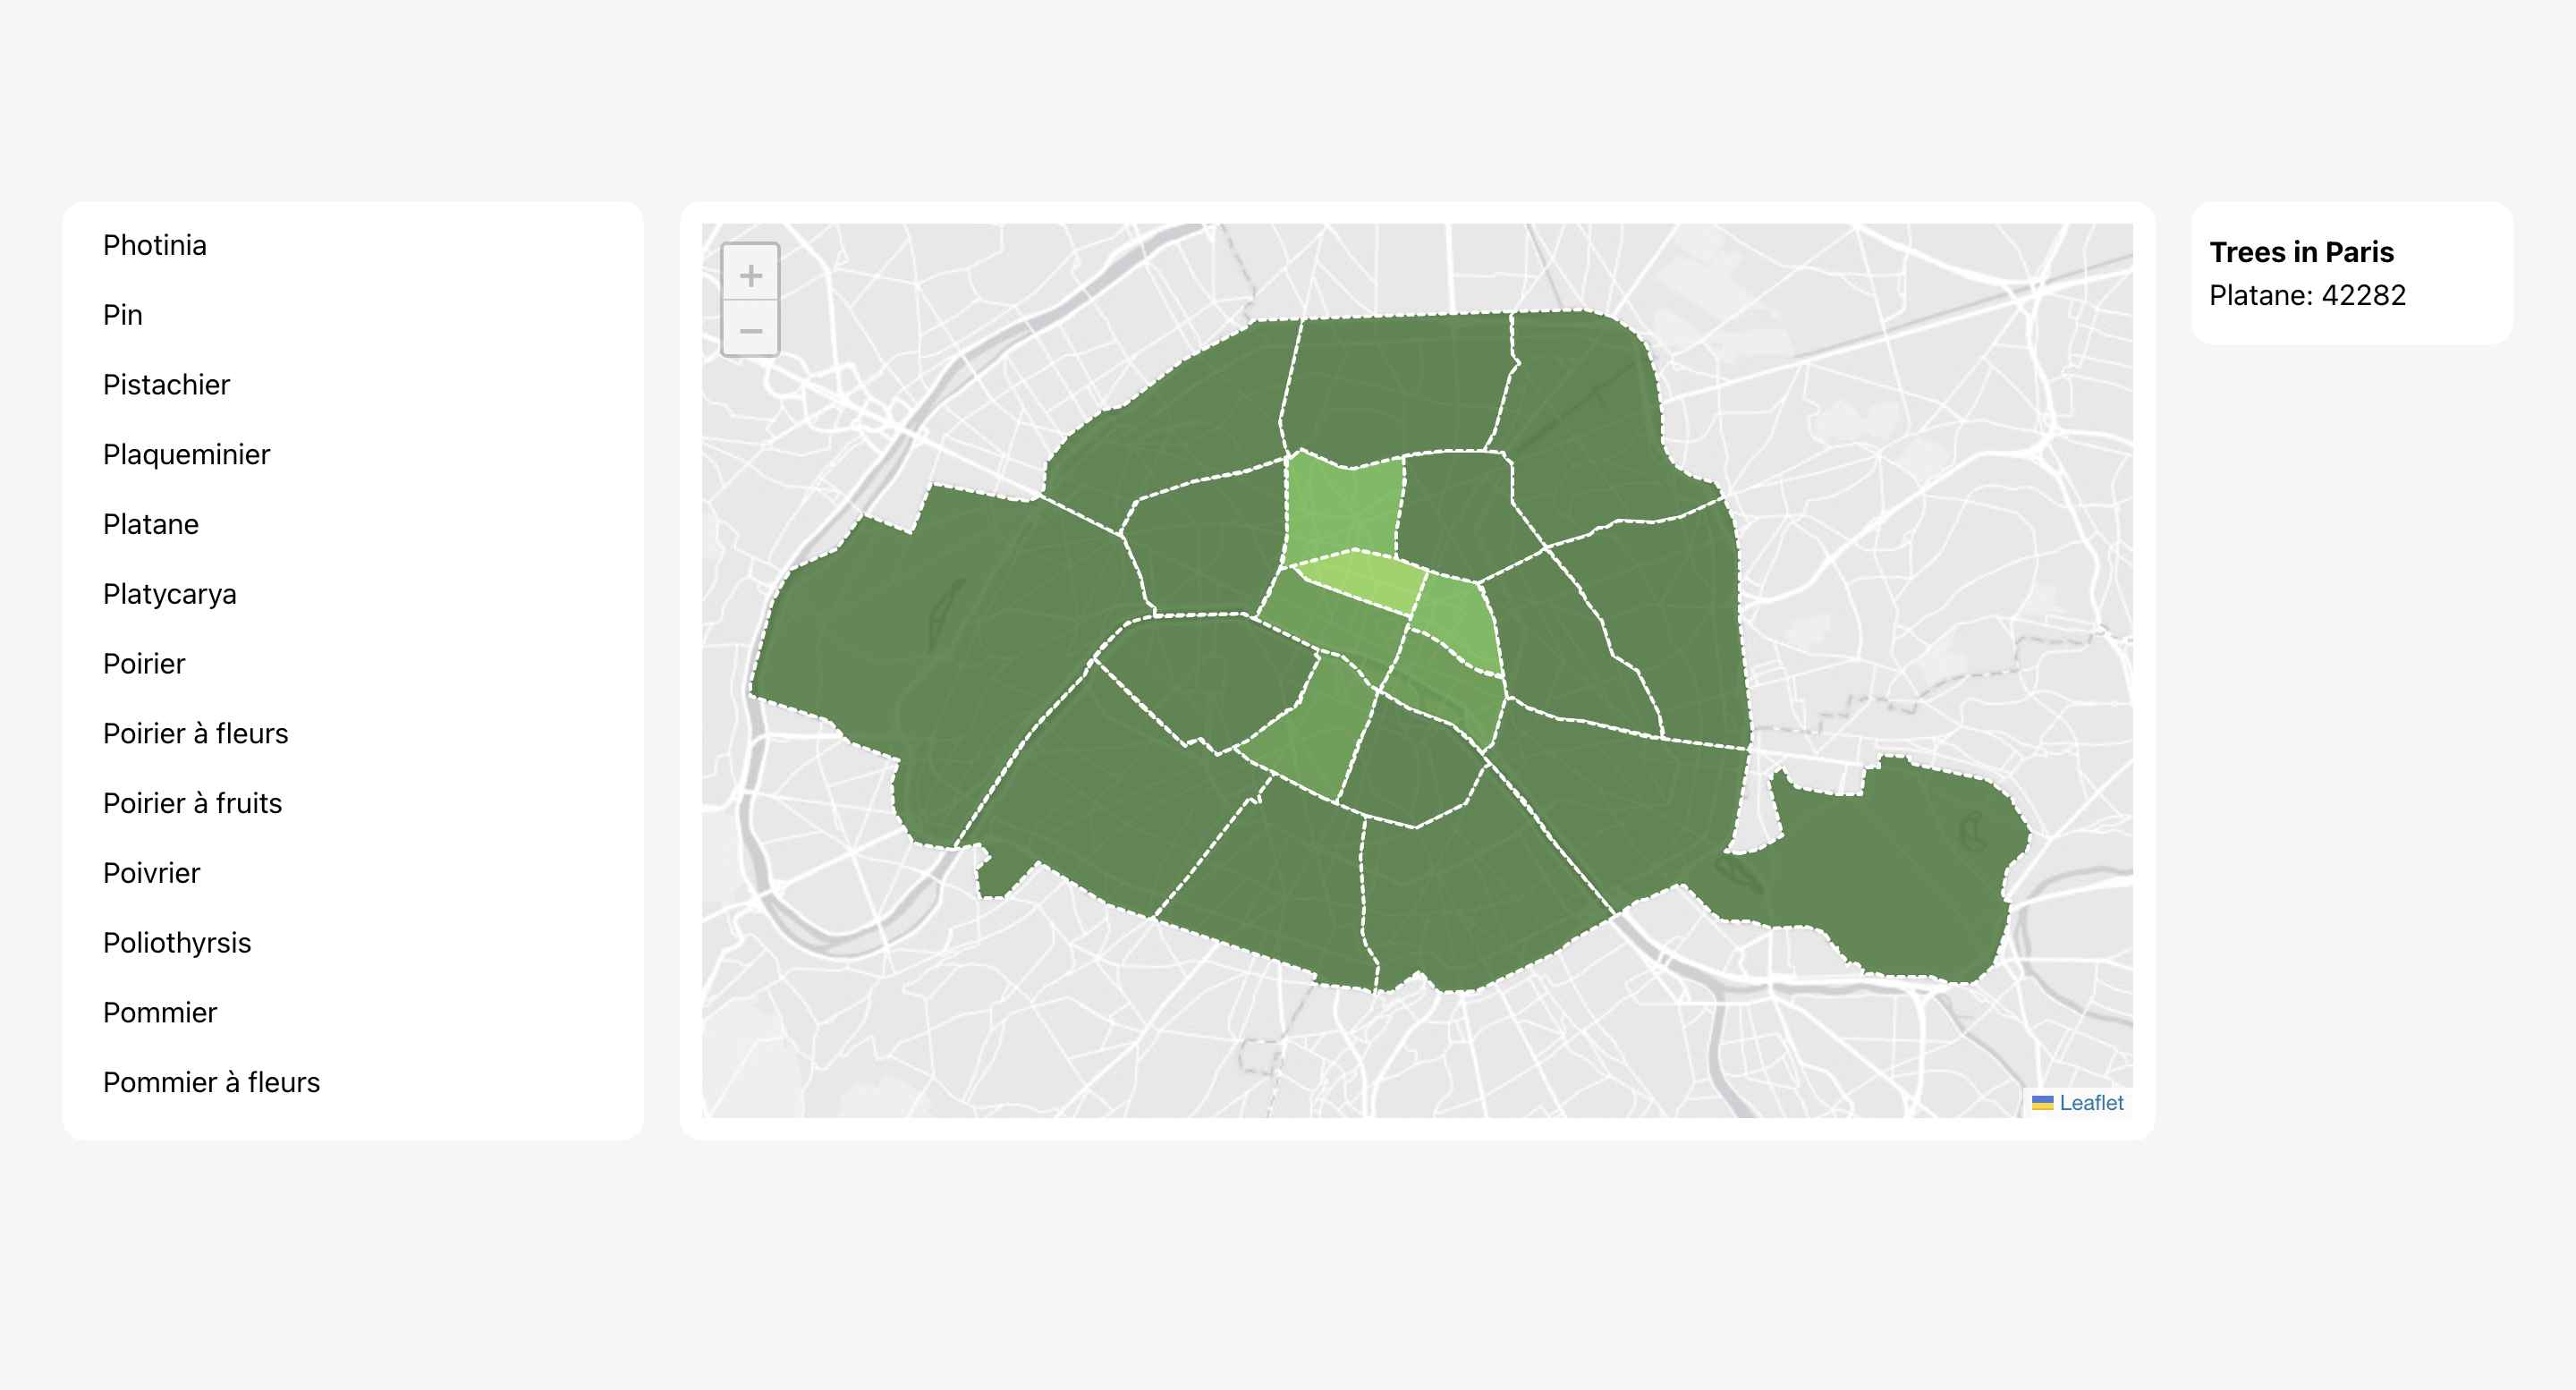 Photinia
Pin
Pistachier
Plaqueminier
Platane
Platycarya
Poirier
Poirier à fleurs
Poirier à fruits
Poivrier
Poliothyrsis
Pommier
Pommier à fleurs
+
−
Leaflet
Trees in Paris
Platane: 42282